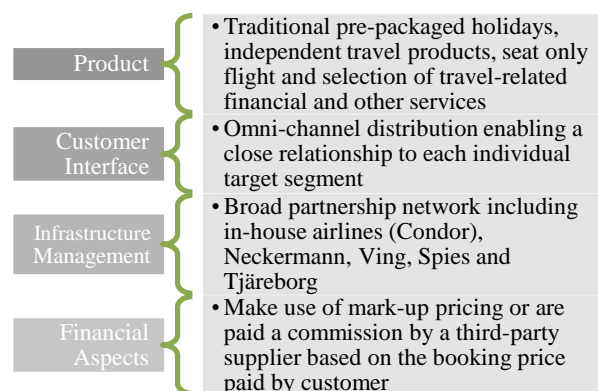 Product
• Traditional pre-packaged holidays,
independent travel products, seat only
flight and selection of travel-related
financial and other services
Customer
Interface
• Omni-channel distribution enabling a
close relationship to each individual
target segment
Infrastructure
Management
• Broad partnership network including
in-house airlines (Condor),
Neckermann, Ving, Spies and
Tjäreborg
Financial
Aspects
• Make use of mark-up pricing or are
paid a commission by a third-party
supplier based on the booking price
paid by customer